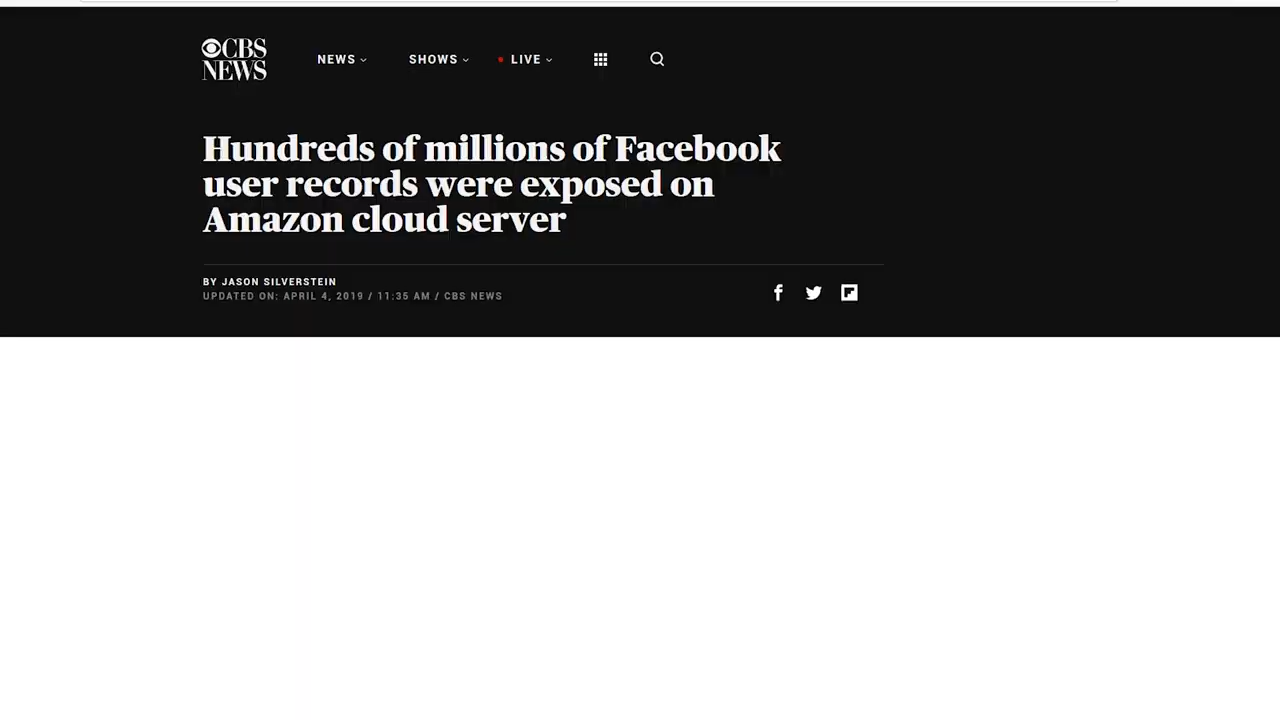 CBS NEWS
NEWS
SHOWS
LIVE
Hundreds of millions of Facebook
user records were exposed on
Amazon cloud server
BY JASON SILVERSTEIN
UPDATED ON: APRIL 4, 2019 / 11:35 AM / CBS NEWS